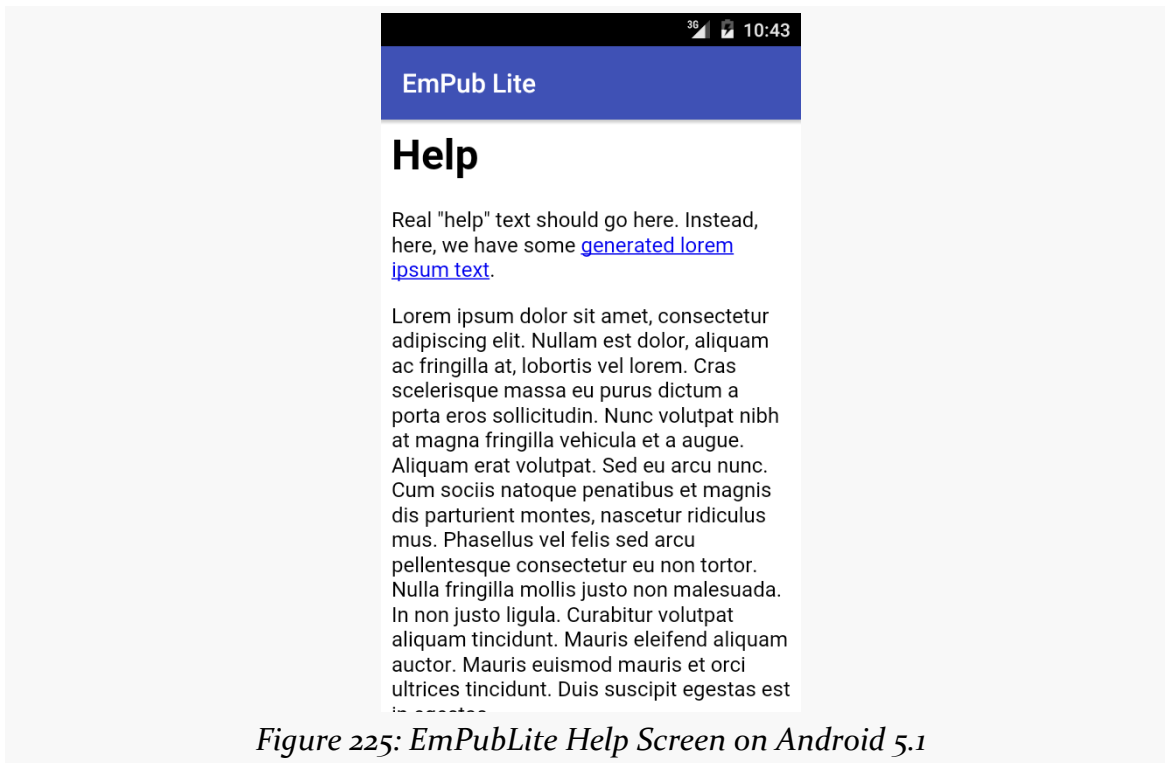 3G 10:43
EmPub Lite
Help
Real "help" text should go here. Instead,
here, we have some generated lorem
ipsum text.
Lorem ipsum dolor sit amet, consectetur
adipiscing elit. Nullam est dolor, aliquam
ac fringilla at, lobortis vel lorem. Cras
scelerisque massa eu purus dictum a
porta eros sollicitudin. Nunc volutpat nibh
at magna fringilla vehicula et a augue.
Aliquam erat volutpat. Sed eu arcu nunc.
Cum sociis natoque penatibus et magnis
dis parturient montes, nascetur ridiculus
mus. Phasellus vel felis sed arcu
pellentesque consectetur eu non tortor.
Nulla fringilla mollis justo non malesuada.
In non justo ligula. Curabitur volutpat
aliquam tincidunt. Mauris eleifend aliquam
auctor. Mauris euismod mauris et orci
ultrices tincidunt. Duis suscipit egestas est
Figure 225: EmPubLite Help Screen on Android 5.1